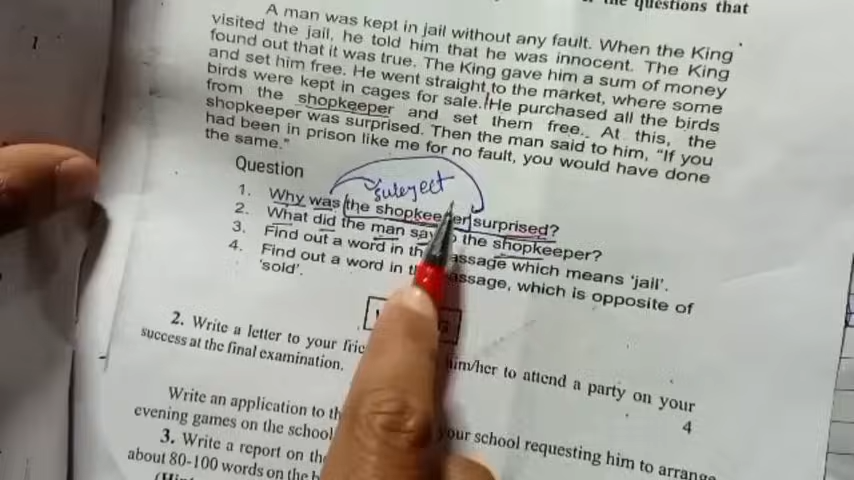 the questions that
A man was kept in jail without any fault. When the King
visited the jail, he told him that he was innocent. The King
found out that it was true. The King gave him a sum of money
and set him free. He went straight to the market, where some
birds were kept in cages for sale. He purchased all the birds
from the shopkeeper and set them free. At this, the
shopkeeper was surprised. Then the man said to him, “If you
had been in prison like me for no fault, you would have done
the same.”
Question
subject
1. Why was the shopkeeper surprised?
2. What did the man say to the shopkeeper?
3. Find out a word in the passage which means ‘jail’.
4. Find out a word in the passage, which is opposite of
‘sold’.
2. Write a letter to your him/her to attend a party on your
success at the final examination.
4
Write an application to your school requesting him to arrange
evening games on the school
3. Write a report on the
about 80-100 words on the
1